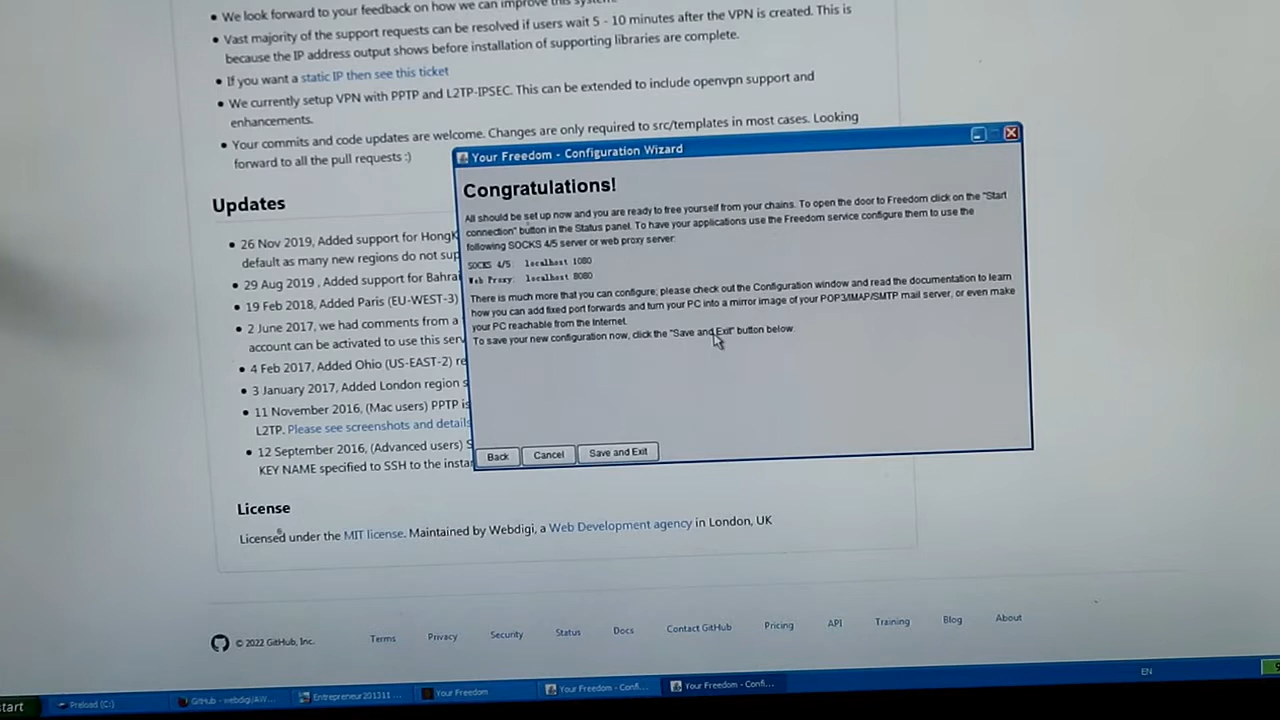 We look forward to your feedback on how we can improve this system.
Vast majority of the support requests can be resolved if users wait 5 - 10 minutes after the VPN is created. This is
because the IP address output shows before installation of supporting libraries are complete.
If you want a static IP then see this ticket
We currently setup VPN with PPTP and L2TP-IPSEC. This can be extended to include openvpn support and
enhancements.
Your commits and code updates are welcome. Changes are only required to src/templates in most cases. Looking
forward to all the pull requests :)
Updates
26 Nov 2019, Added support for HongK
default as many new regions do not sup
29 Aug 2019 , Added support for Bahrai
19 Feb 2018, Added Paris (EU-WEST-3)
2 June 2017, we had comments from a
account can be activated to use this serv
4 Feb 2017, Added Ohio (US-EAST-2) re
3 January 2017, Added London region s
11 November 2016, (Mac users) PPTP is
L2TP. Please see screenshots and details
12 September 2016, (Advanced users) S
KEY NAME specified to SSH to the insta
License
Licensed under the MIT license. Maintained by Webdigi, a Web Development agency in London, UK
© 2022 GitHub, Inc.
Terms
Privacy
Security
Status
Docs
Contact GitHub
Pricing
API
Training
Blog
About
Your Freedom - Configuration Wizard
Congratulations!
All should be set up now and you are ready to free yourself from your chains. To open the door to Freedom click on the "Start
connection" button in the Status panel. To have your applications use the Freedom service configure them to use the
following SOCKS 4/5 server or web proxy server:
SOCKS 4/5: localhost 1080
Web Proxy: localhost 8080
There is much more that you can configure; please check out the Configuration window and read the documentation to learn
how you can add fixed port forwards and turn your PC into a mirror image of your POP3/IMAP/SMTP mail server, or even make
your PC reachable from the Internet.
To save your new configuration now, click the "Save and Exit" button below.
Back
Cancel
Save and Exit
tart
Preload (C:)
GitHub - webdigi/AW...
Entrepreneur201311 ...
Your Freedom
Your Freedom - Confi...
Your Freedom - Confi...
EN